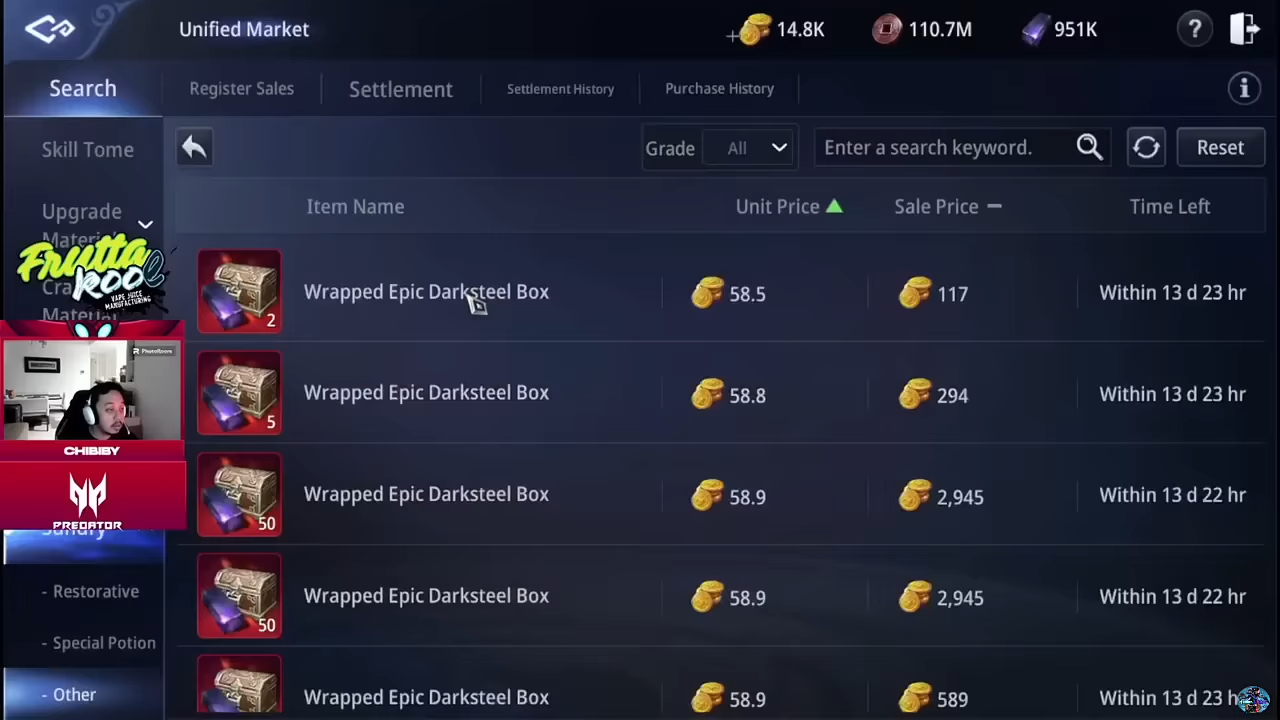 Unified Market
14.8K
110.7M
951K
?
Search
Register Sales
Settlement
Settlement History
Purchase History
i
Skill Tome
Grade
All
Enter a search keyword.
Reset
Upgrade
Item Name
Unit Price
Sale Price
Time Left
Frutta
Kool
VAPE JUICE
MANUFACTURING
2
Wrapped Epic Darksteel Box
58.5
117
Within 13 d 23 hr
PhotoRoom
5
Wrapped Epic Darksteel Box
58.8
294
Within 13 d 23 hr
CHIBIBY
PREDATOR
50
Wrapped Epic Darksteel Box
58.9
2,945
Within 13 d 22 hr
Sundry
- Restorative
50
Wrapped Epic Darksteel Box
58.9
2,945
Within 13 d 22 hr
- Special Potion
- Other
Wrapped Epic Darksteel Box
58.9
589
Within 13 d 23 h